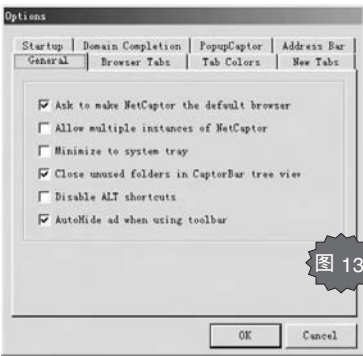 Options
Startup Domain Completion PopupCaptor Address Bar
General Browser Tabs Tab Colors New Tabs
Ask to make NetCaptor the default browser
Allow multiple instances of NetCaptor
Minimize to system tray
Close unused folders in CaptorBar tree view
Disable ALT shortcuts
AutoHide ad when using toolbar
图 13
OK Cancel